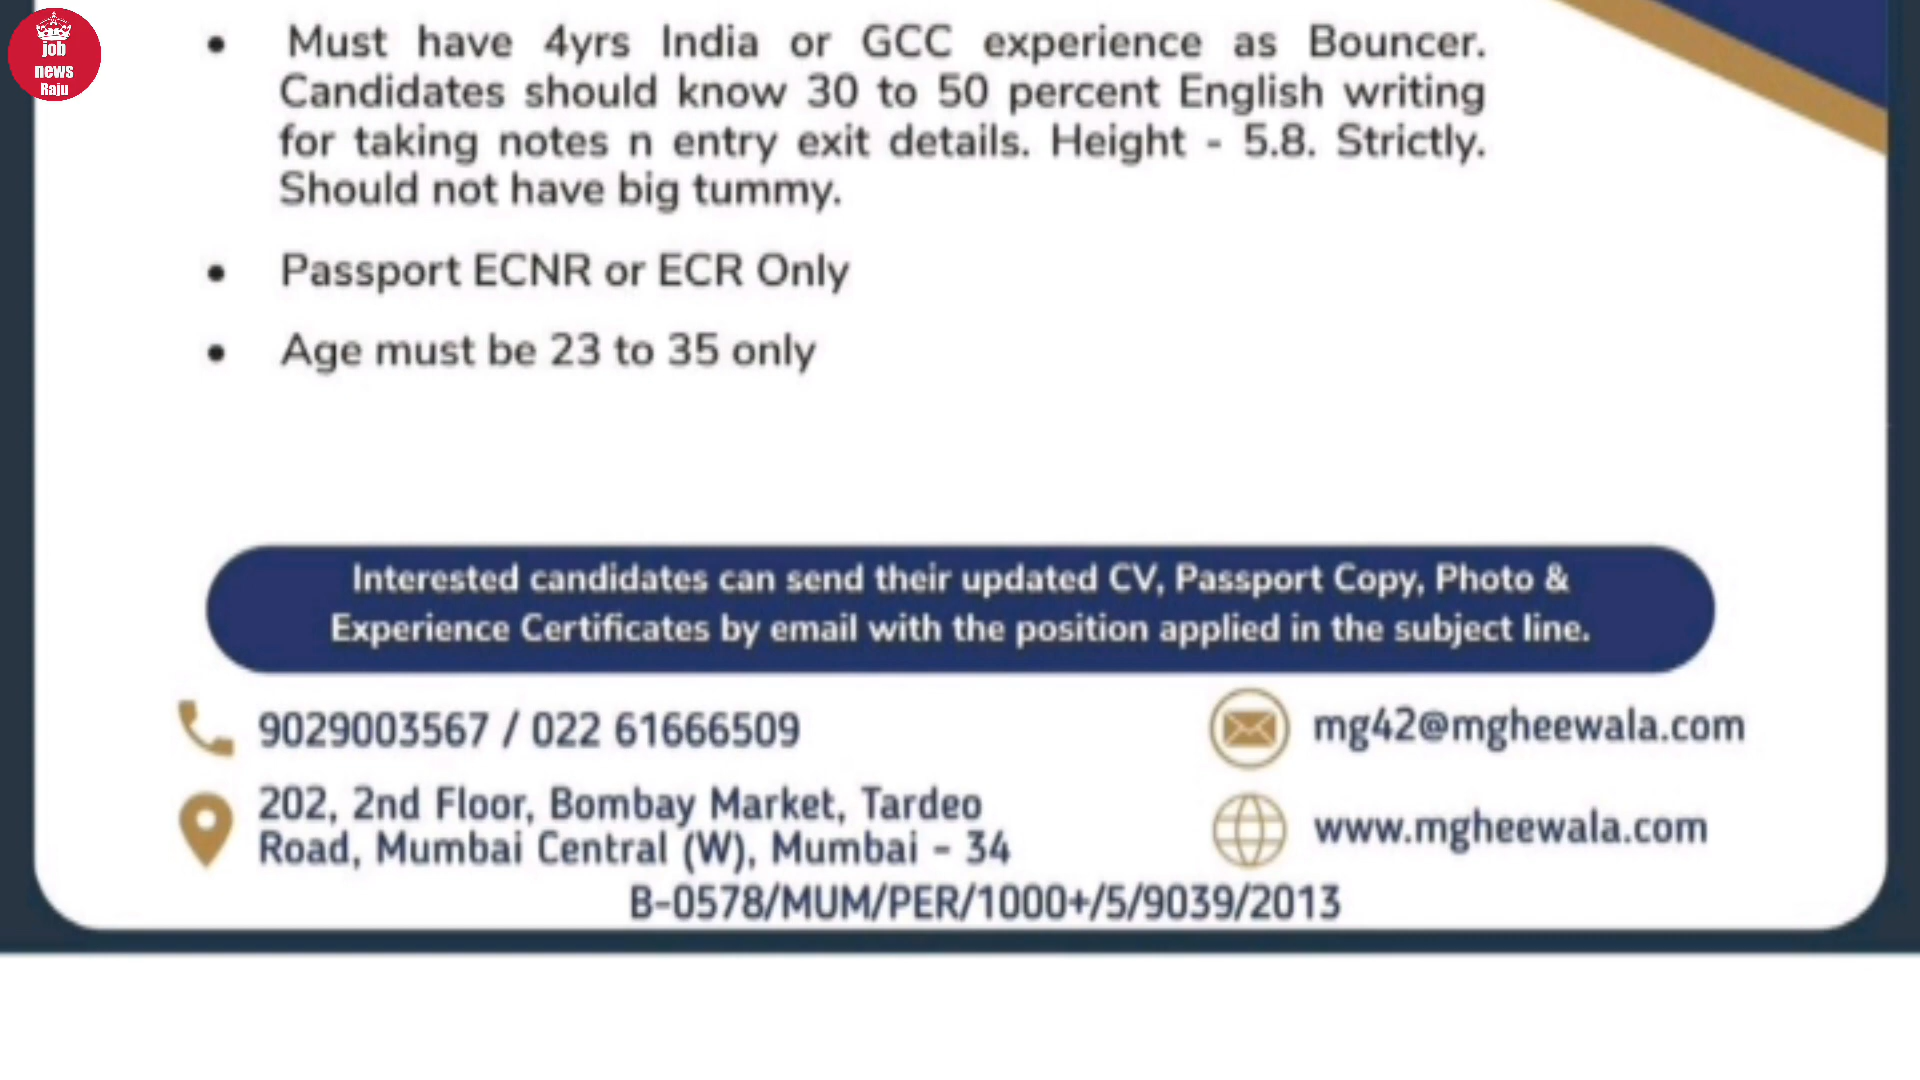 job
news
Raju
• Must have 4yrs India or GCC experience as Bouncer.
Candidates should know 30 to 50 percent English writing
for taking notes n entry exit details. Height - 5.8. Strictly.
Should not have big tummy.
• Passport ECNR or ECR Only
• Age must be 23 to 35 only
Interested candidates can send their updated CV, Passport Copy, Photo &
Experience Certificates by email with the position applied in the subject line.
9029003567 / 022 61666509
mg42@mgheewala.com
202, 2nd Floor, Bombay Market, Tardeo
Road, Mumbai Central (W), Mumbai - 34
www.mgheewala.com
B-0578/MUM/PER/1000+/5/9039/2013